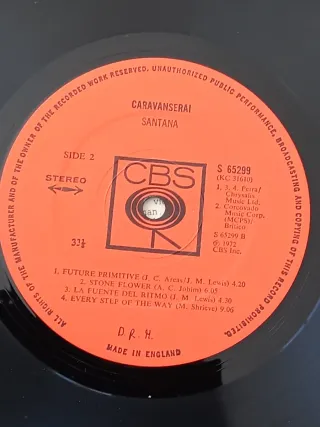 ALL RIGHTS OF THE MANUFACTURER AND OF THE OWNER OF THE RECORDED WORK RESERVED. UNAUTHORIZED PUBLIC PERFORMANCE, BROADCASTING AND COPYING OF THIS RECORD PROHIBITED.
CARAVANSERAI
SANTANA
SIDE 2
STEREO
33⅓
CBS
S 65299
(KC 31610)
1, 3, 4. Petra/
Chrysis
Music Ltd.
2. Corcovado
Music Corp.
(MCPS)/
Britico
S 65299 B
℗ 1972
CBS Inc.
1. FUTURE PRIMITIVE (J. C. Areas/J. M. Lewis) 4.20
2. STONE FLOWER (A. C. Jobim) 6.05
3. LA FUENTE DEL RITMO (J. M. Lewis) 4.30
4. EVERY STEP OF THE WAY (M. Shrieve) 9.06
D.R.H.
MADE IN ENGLAND